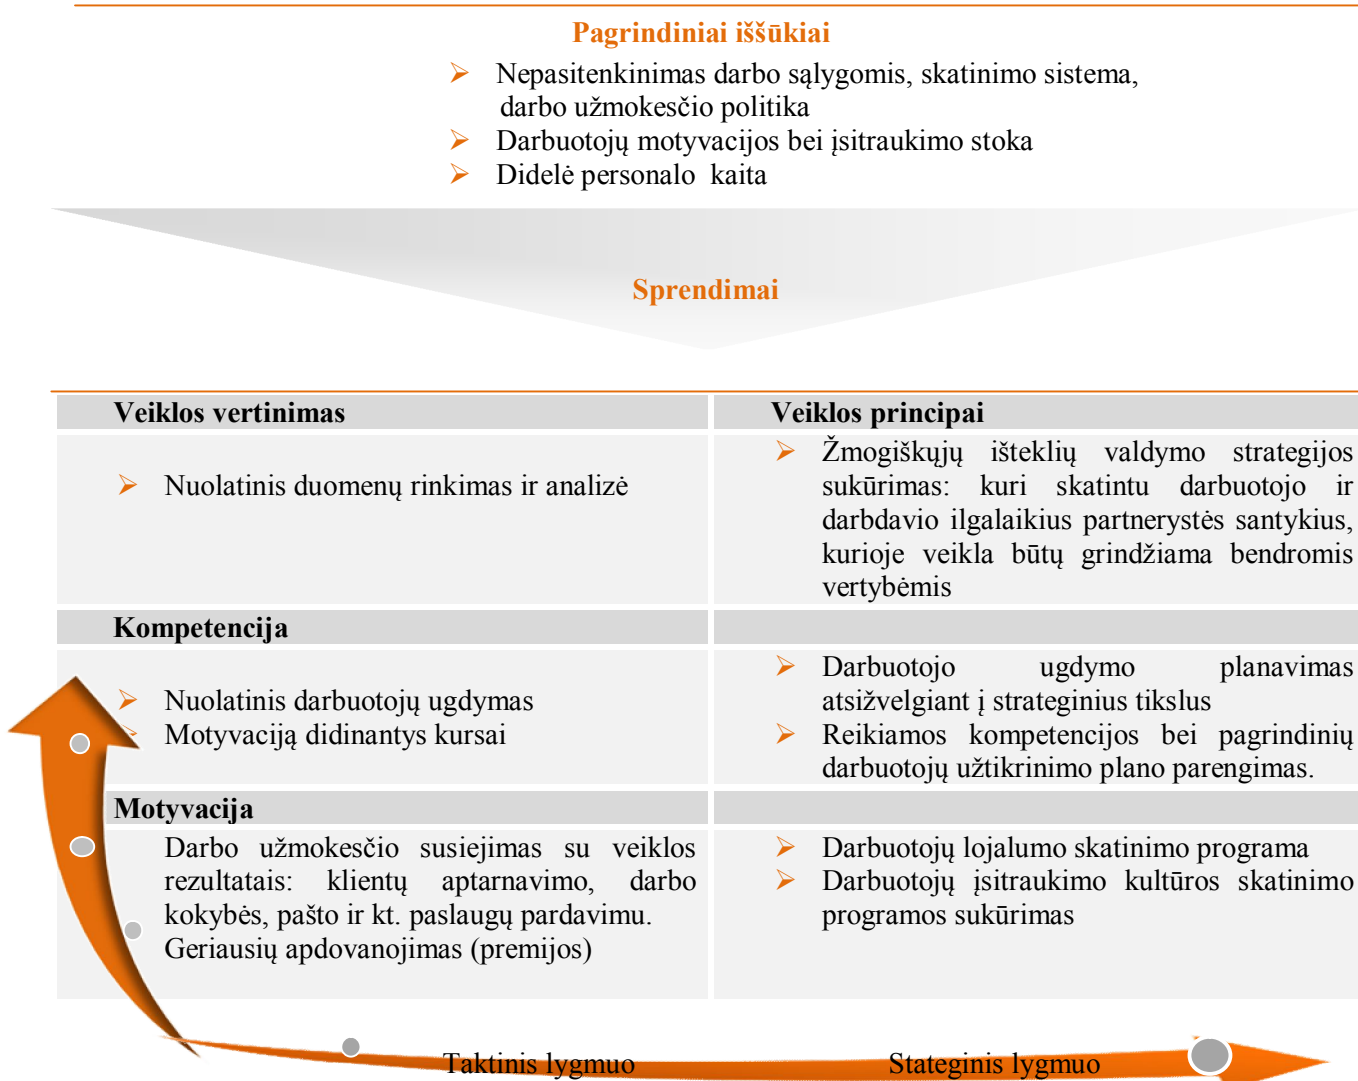 Pagrindiniai iššūkiai
Nepasitenkinimas darbo sąlygomis, skatinimo sistema,
darbo užmokesčio politika
Darbuotojų motyvacijos bei įsitraukimo stoka
Didelė personalo kaita
Sprendimai
Veiklos vertinimas
Veiklos principai
Nuolatinis duomenų rinkimas ir analizė
Žmogiškųjų išteklių valdymo strategijos
sukūrimas: kuri skatintu darbuotojo ir
darbdavio ilgalaikius partnerystės santykius,
kurioje veikla būtų grindžiama bendromis
vertybėmis
Kompetencija
Nuolatinis darbuotojų ugdymas
Motyvaciją didinantys kursai
Darbuotojo ugdymo planavimas
atsižvelgiant į strateginius tikslus
Reikiamos kompetencijos bei pagrindinių
darbuotojų užtikrinimo plano parengimas.
Motyvacija
Darbo užmokesčio susiejimas su veiklos
rezultatais: klientų aptarnavimo, darbo
kokybės, pašto ir kt. paslaugų pardavimu.
Geriausių apdovanojimas (premijos)
Darbuotojų lojalumo skatinimo programa
Darbuotojų įsitraukimo kultūros skatinimo
programos sukūrimas
Taktinis lygmuo
Stateginis lygmuo